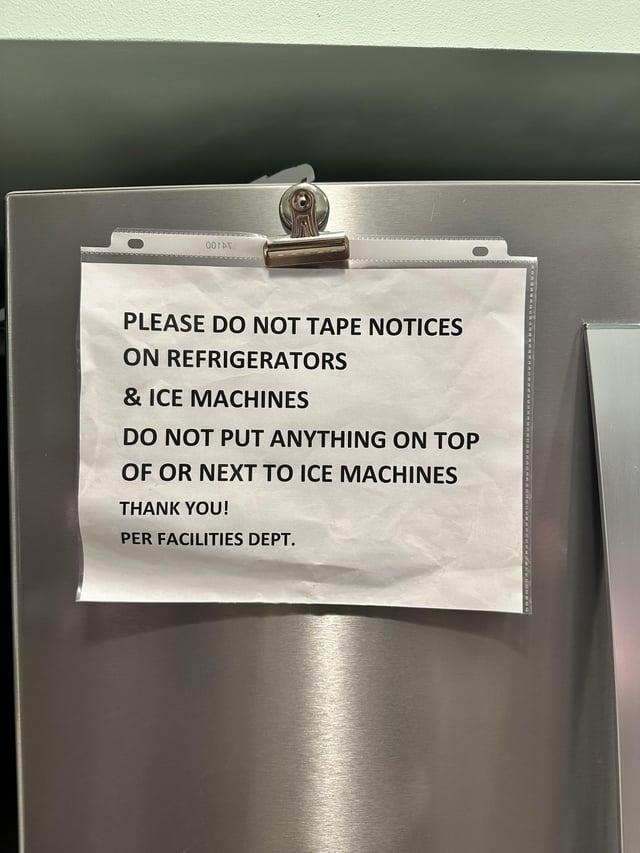 74100
PLEASE DO NOT TAPE NOTICES
ON REFRIGERATORS
& ICE MACHINES
DO NOT PUT ANYTHING ON TOP
OF OR NEXT TO ICE MACHINES
THANK YOU!
PER FACILITIES DEPT.